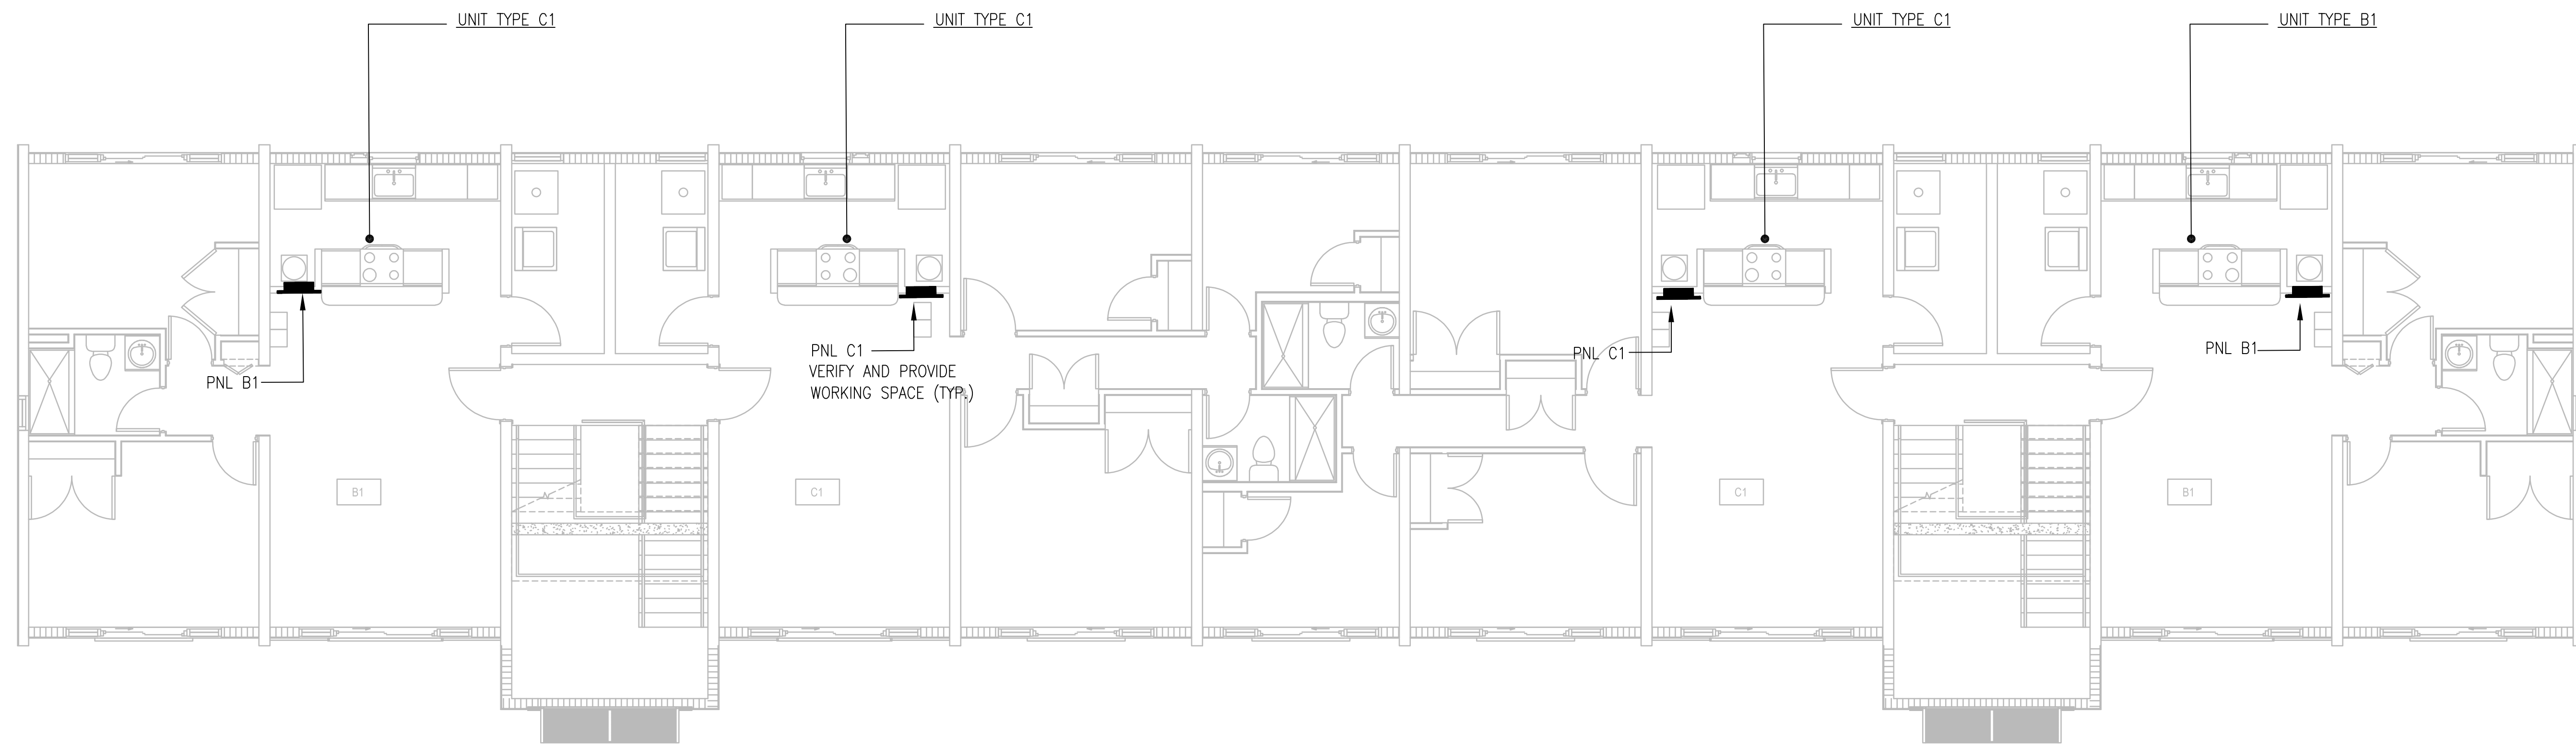 UNIT TYPE C1
UNIT TYPE C1
UNIT TYPE C1
UNIT TYPE B1
PNL C1
VERIFY AND PROVIDE
WORKING SPACE (TYP.)
PNL C1
PNL B1
PNL B1
B1
C1
C1
B1